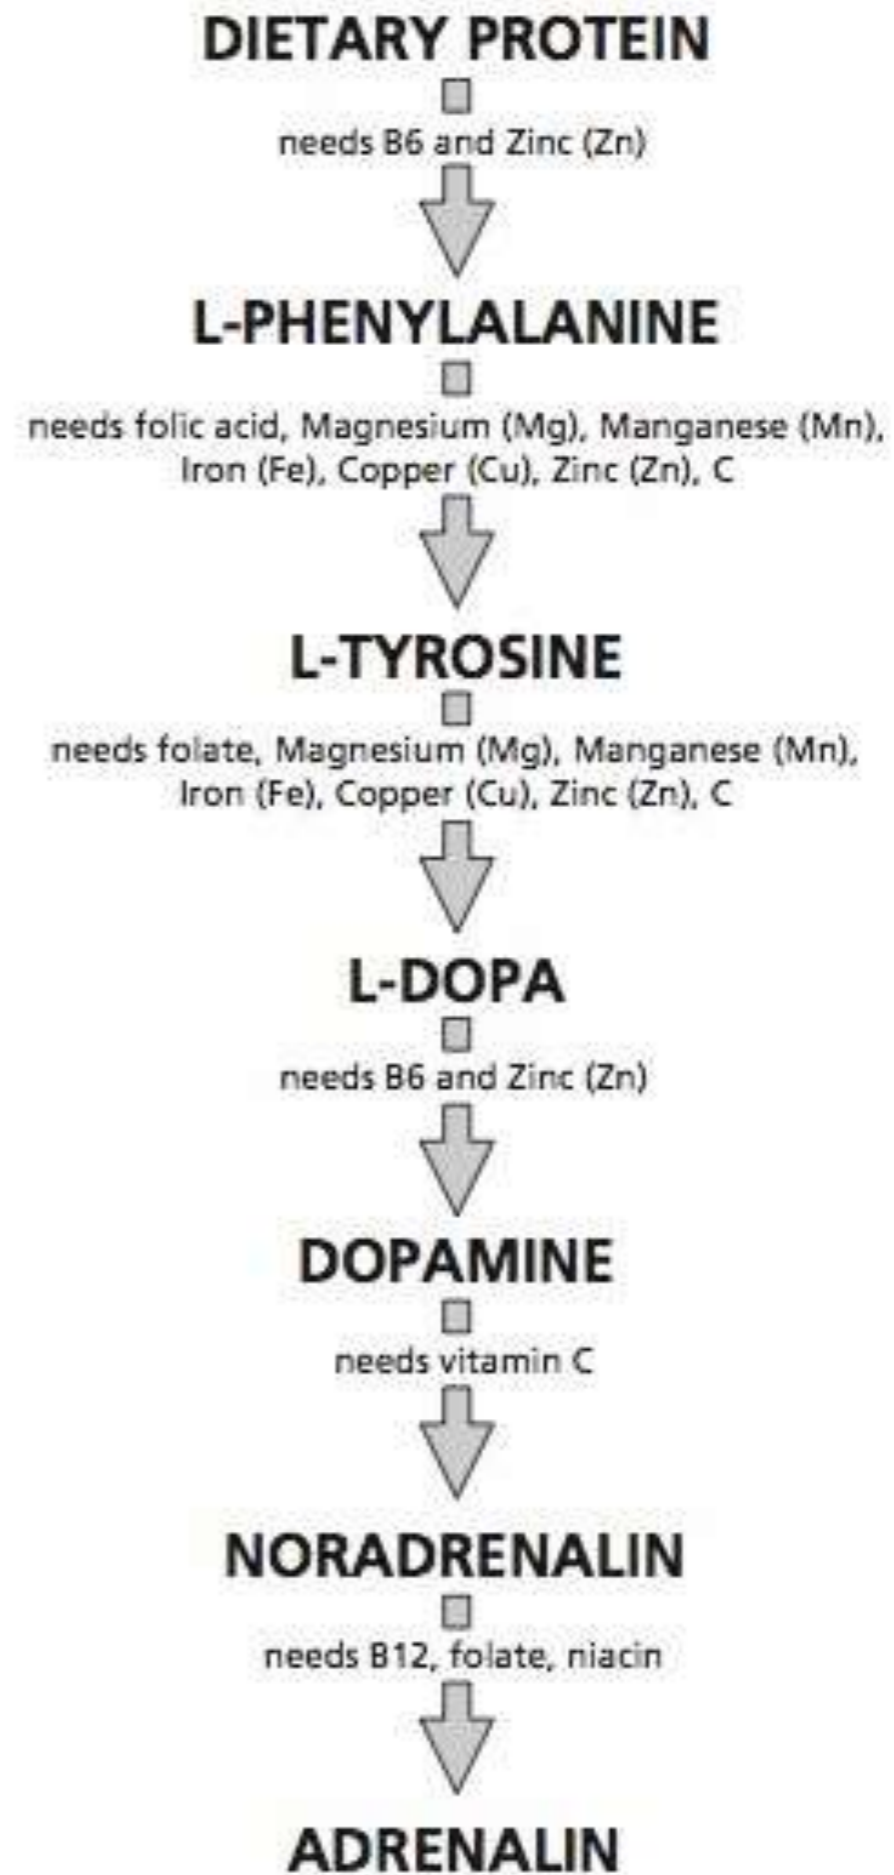 DIETARY PROTEIN
needs B6 and Zinc (Zn)
L-PHENYLALANINE
needs folic acid, Magnesium (Mg), Manganese (Mn),
Iron (Fe), Copper (Cu), Zinc (Zn), C
L-TYROSINE
needs folate, Magnesium (Mg), Manganese (Mn),
Iron (Fe), Copper (Cu), Zinc (Zn), C
L-DOPA
needs B6 and Zinc (Zn)
DOPAMINE
needs vitamin C
NORADRENALIN
needs B12, folate, niacin
ADRENALIN